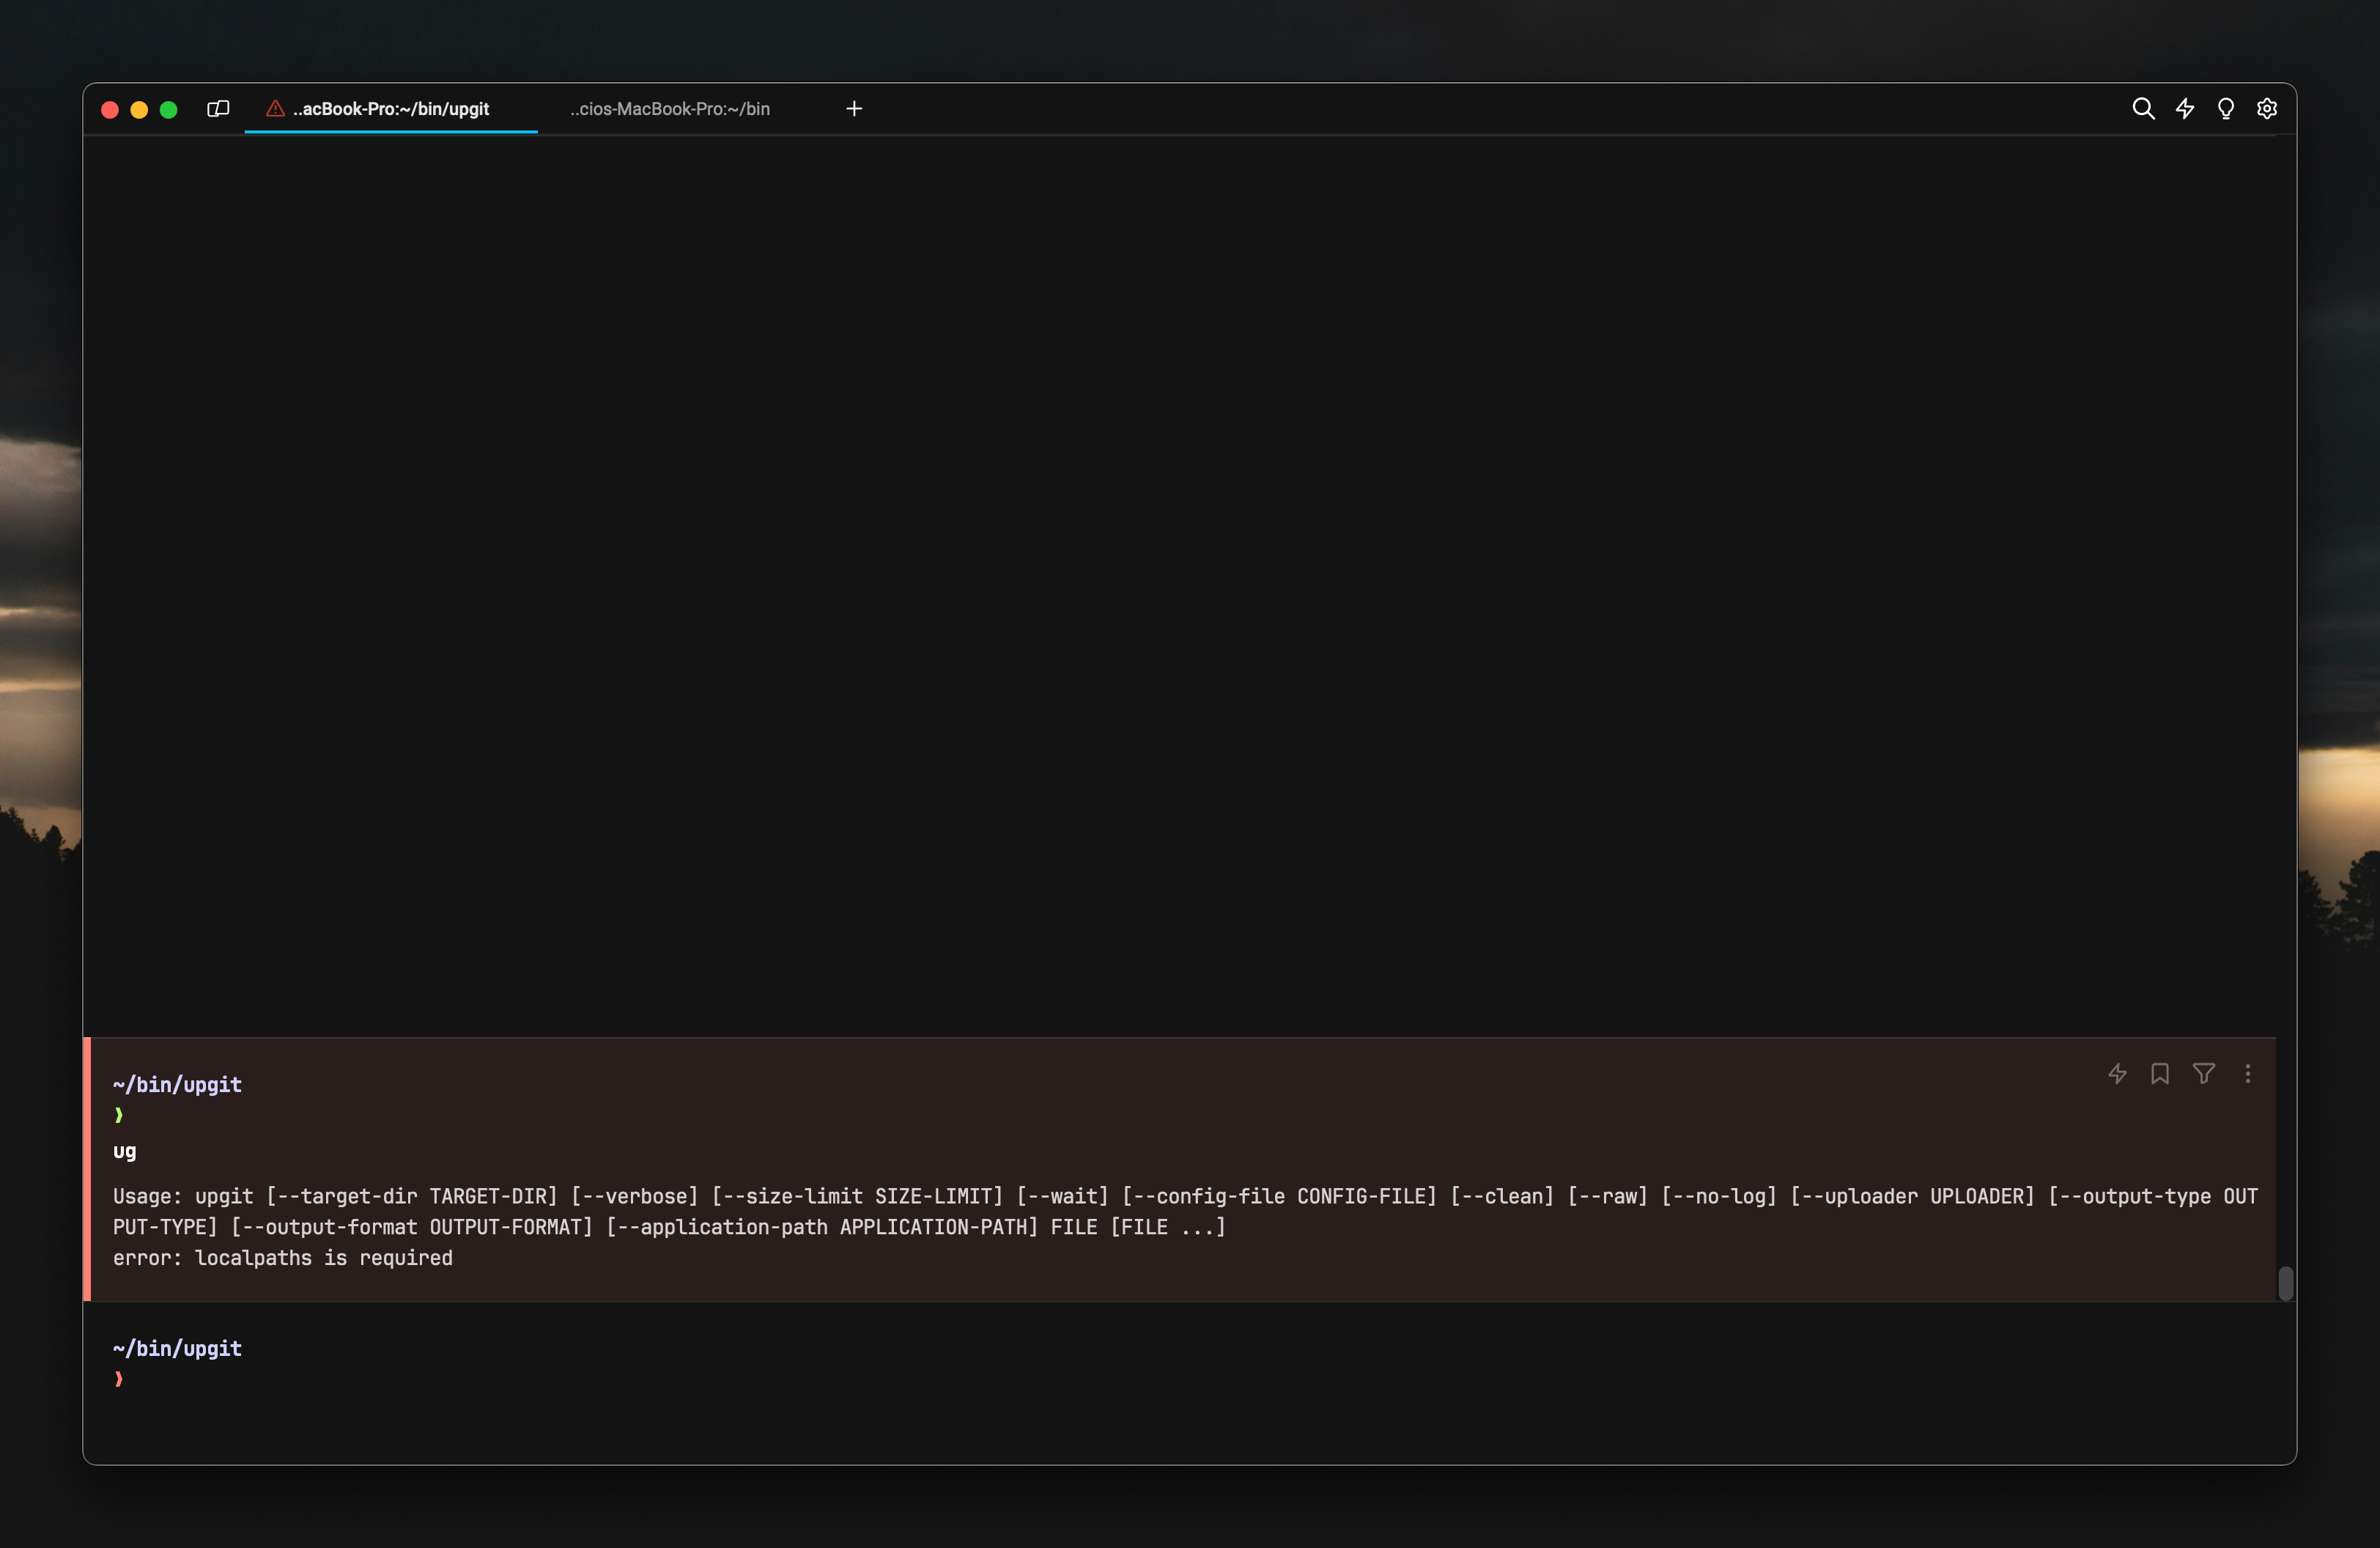 ..acBook-Pro:~/bin/upgit ..cios-MacBook-Pro:~/bin
~/bin/upgit
❯
ug
Usage: upgit [--target-dir TARGET-DIR] [--verbose] [--size-limit SIZE-LIMIT] [--wait] [--config-file CONFIG-FILE] [--clean] [--raw] [--no-log] [--uploader UPLOADER] [--output-type OUT
PUT-TYPE] [--output-format OUTPUT-FORMAT] [--application-path APPLICATION-PATH] FILE [FILE ...]
error: localpaths is required
~/bin/upgit
❯